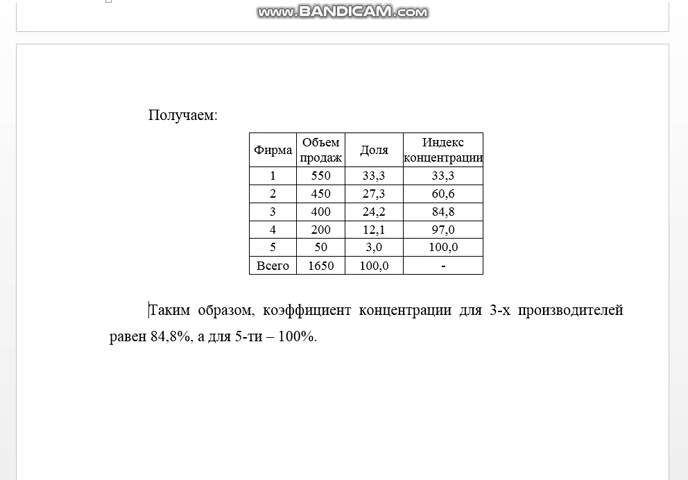 www.BANDICAM.com
Получаем:
Фирма Объем продаж Доля Индекс концентрации
1 550 33,3 33,3
2 450 27,3 60,6
3 400 24,2 84,8
4 200 12,1 97,0
5 50 3,0 100,0
Всего 1650 100,0 -
Таким образом, коэффициент концентрации для 3-х производителей
равен 84,8%, а для 5-ти – 100%.